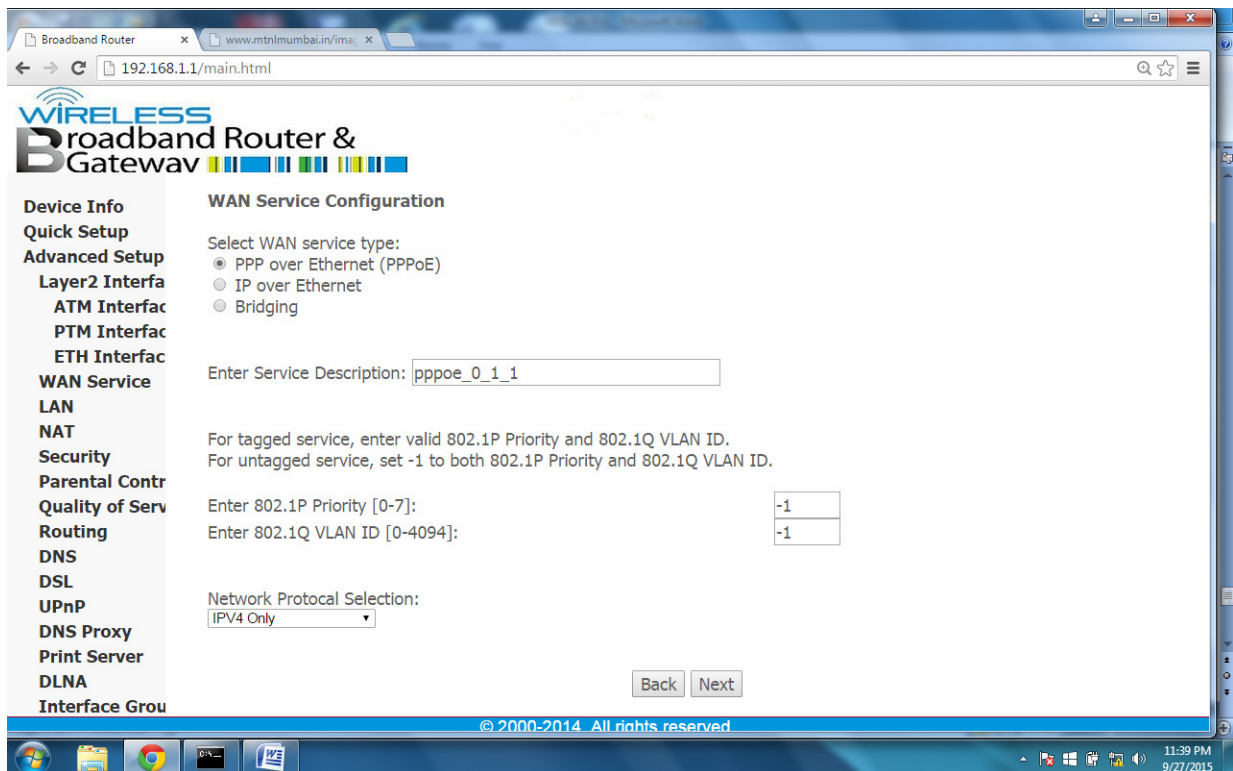 Broadband Router
www.mtnlmumbai.in/imag
192.168.1.1/main.html
WIRELESS
Broadband Router &
Gateway
Device Info
Quick Setup
Advanced Setup
Layer2 Interfa
ATM Interfac
PTM Interfac
ETH Interfac
WAN Service
LAN
NAT
Security
Parental Contr
Quality of Serv
Routing
DNS
DSL
UPnP
DNS Proxy
Print Server
DLNA
Interface Grou
WAN Service Configuration
Select WAN service type:
PPP over Ethernet (PPPoE)
IP over Ethernet
Bridging
Enter Service Description: pppoe_0_1_1
For tagged service, enter valid 802.1P Priority and 802.1Q VLAN ID.
For untagged service, set -1 to both 802.1P Priority and 802.1Q VLAN ID.
Enter 802.1P Priority [0-7]: -1
Enter 802.1Q VLAN ID [0-4094]: -1
Network Protocal Selection:
IPV4 Only
Back Next
© 2000-2014 All rights reserved
11:39 PM
9/27/2015